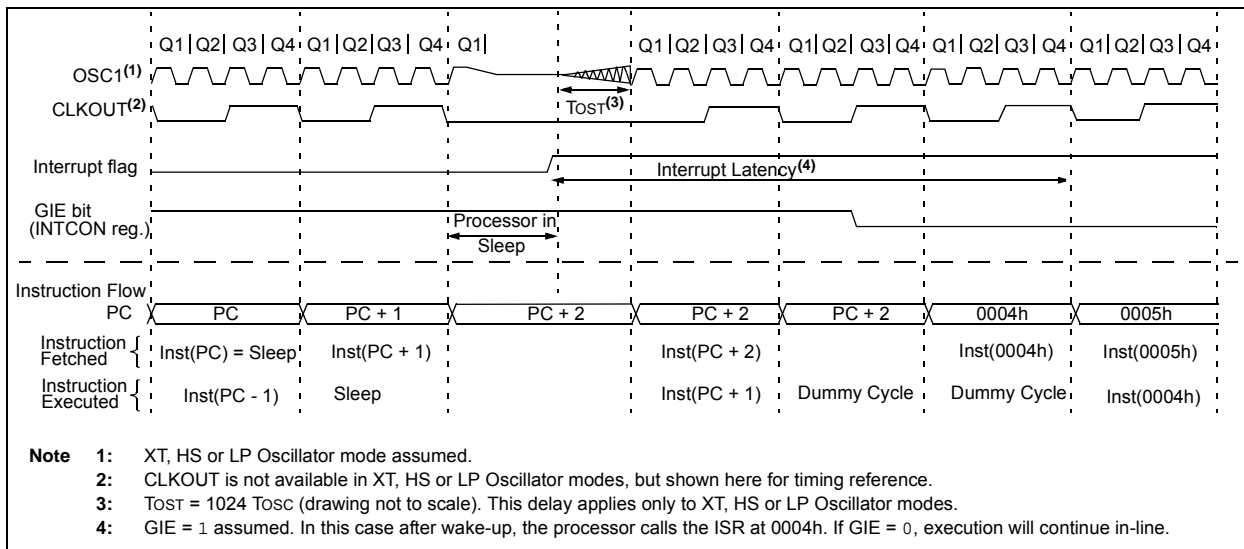 Q1 Q2 Q3 Q4 Q1 Q2 Q3 Q4 Q1 Q1 Q2 Q3 Q4 Q1 Q2 Q3 Q4 Q1 Q2 Q3 Q4 Q1 Q2 Q3 Q4
OSC1(1)
TOST(3)
CLKOUT(2)
Interrupt flag
Interrupt Latency(4)
GIE bit
(INTCON reg.)
Processor in
Sleep
Instruction Flow
PC PC PC + 1 PC + 2 PC + 2 PC + 2 0004h 0005h
Instruction
Fetched { Inst(PC) = Sleep Inst(PC + 1) Inst(PC + 2) Inst(0004h) Inst(0005h)
Instruction
Executed { Inst(PC - 1) Sleep Inst(PC + 1) Dummy Cycle Dummy Cycle Inst(0004h)
Note 1: XT, HS or LP Oscillator mode assumed.
2: CLKOUT is not available in XT, HS or LP Oscillator modes, but shown here for timing reference.
3: TOST = 1024 TOSC (drawing not to scale). This delay applies only to XT, HS or LP Oscillator modes.
4: GIE = 1 assumed. In this case after wake-up, the processor calls the ISR at 0004h. If GIE = 0, execution will continue in-line.